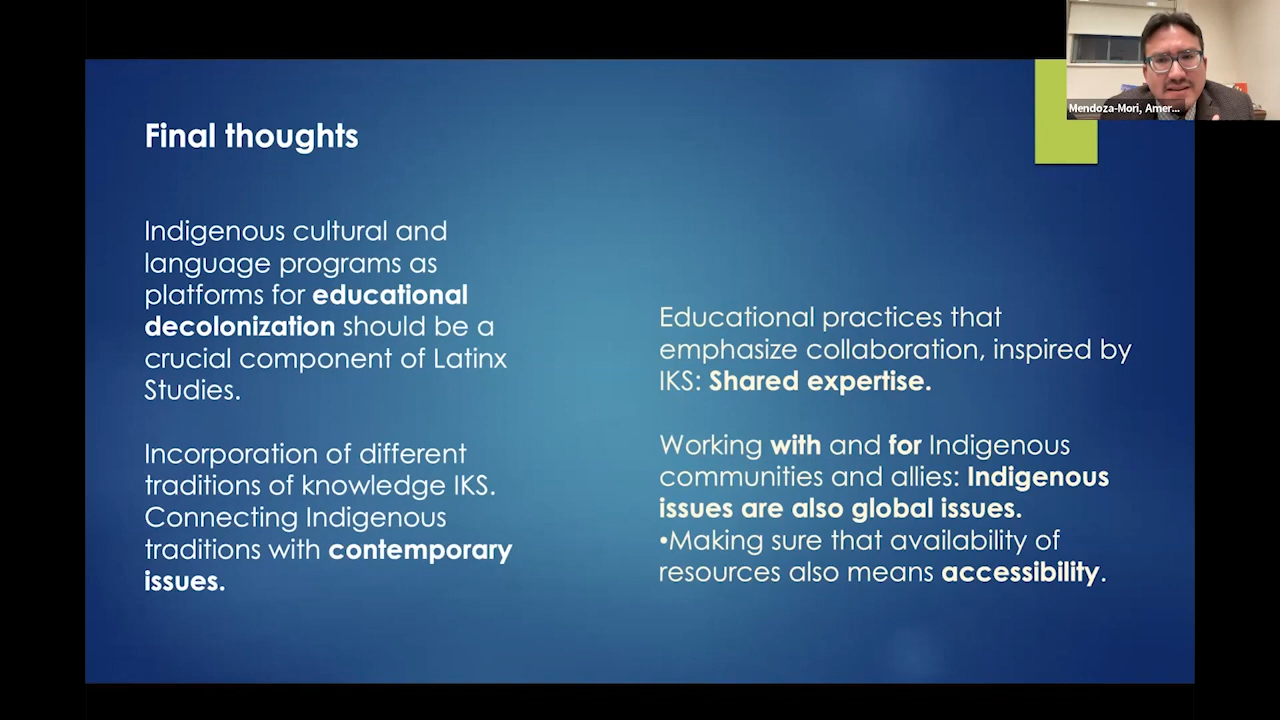 Mendoza-Mori, Amer...
Final thoughts
Indigenous cultural and
language programs as
platforms for educational
decolonization should be a
crucial component of Latinx
Studies.
Incorporation of different
traditions of knowledge IKS.
Connecting Indigenous
traditions with contemporary
issues.
Educational practices that
emphasize collaboration, inspired by
IKS: Shared expertise.
Working with and for Indigenous
communities and allies: Indigenous
issues are also global issues.
•Making sure that availability of
resources also means accessibility.